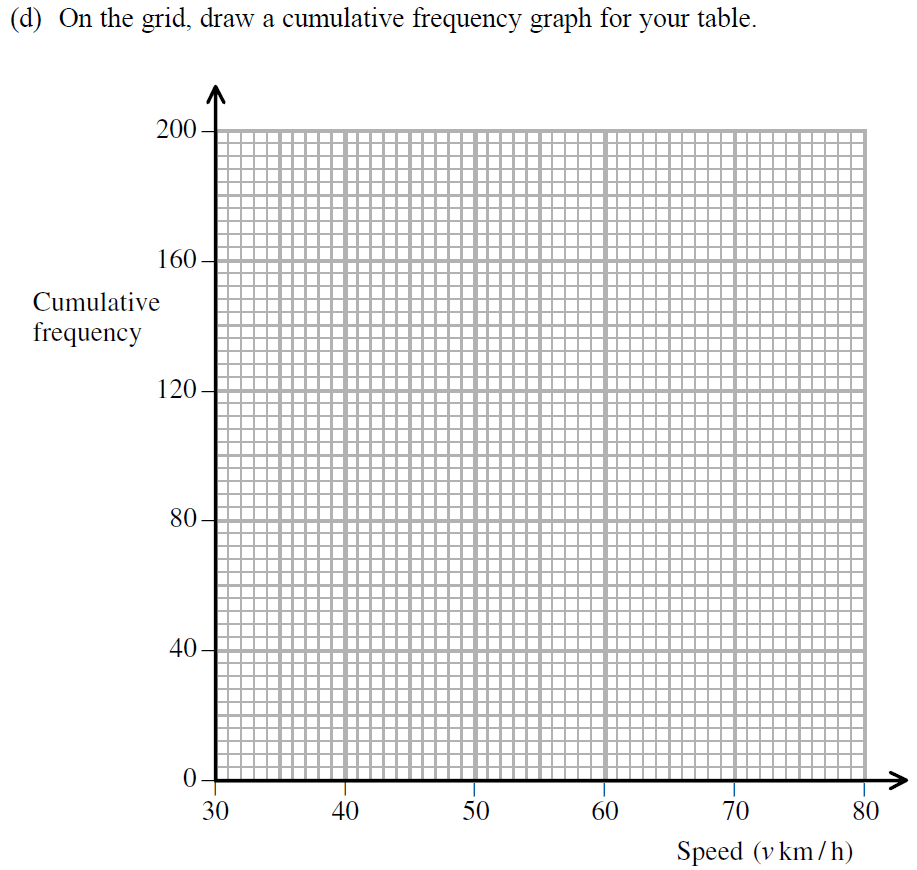 (d) On the grid, draw a cumulative frequency graph for your table.
200
160
Cumulative
frequency
120
80
40
0
30 40 50 60 70 80
Speed (v km / h)